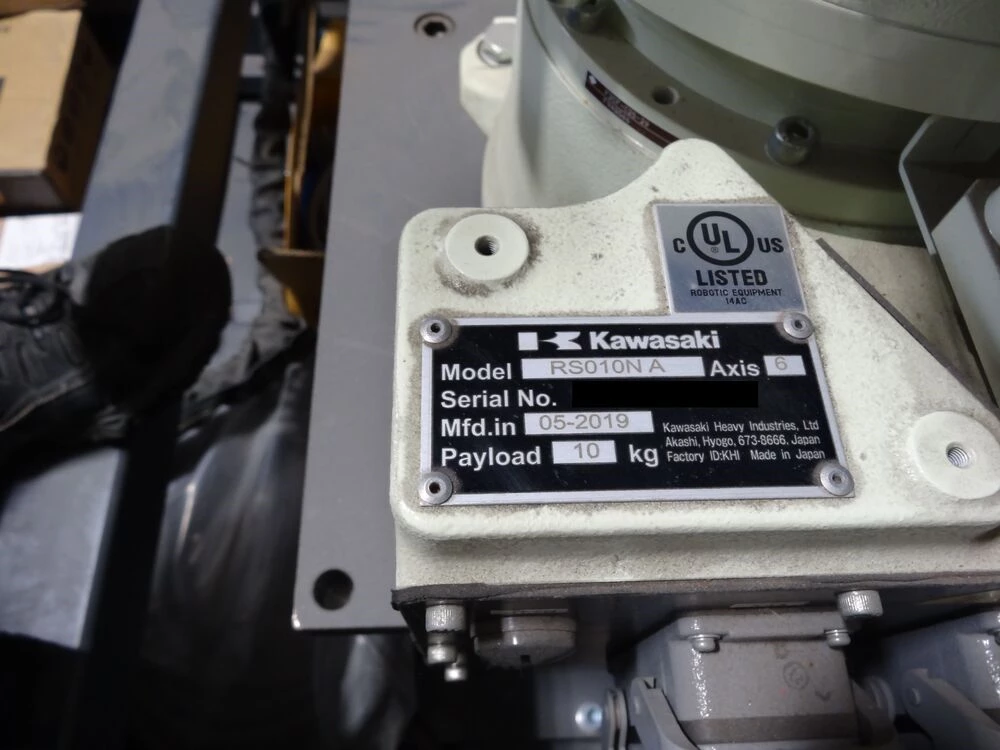 C UL US
®
LISTED
ROBOTIC EQUIPMENT
14AC
Kawasaki
Model RS010N A Axis 6
Serial No.
Mfd.in 05-2019
Payload 10 kg
Kawasaki Heavy Industries, Ltd
Akashi, Hyogo, 673-8666, Japan
Factory ID:KHI Made in Japan